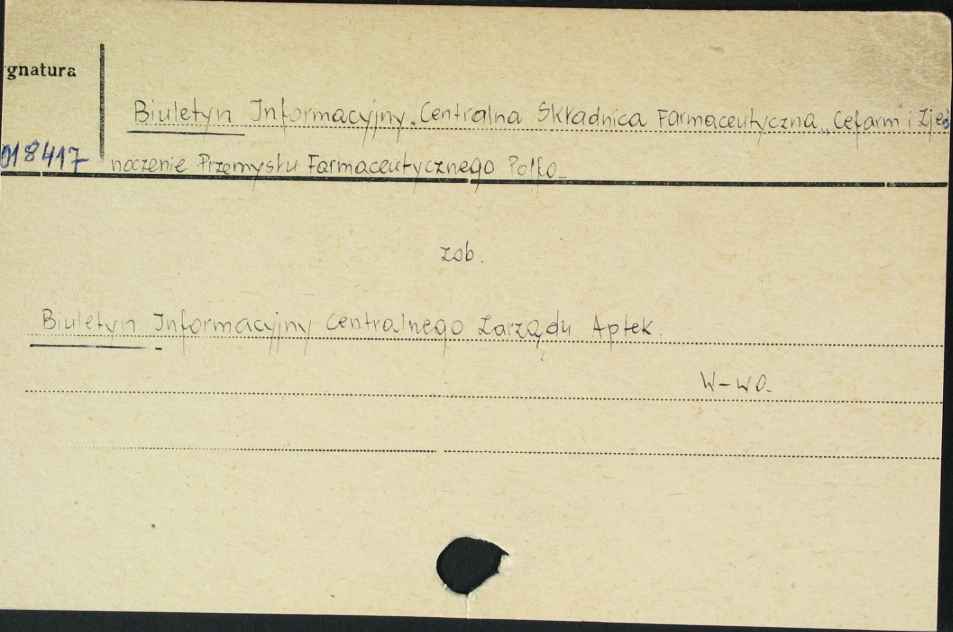 gnatura
Biuletyn Informacyjny. Centralna Składnica Farmaceutyczna „Cefarm i Zjed
018417 noczenie Przemysłu Farmaceutycznego Polfa_
zob.
Biuletyn Informacyjny Centralnego Zarządu Aptek.
W-wa.